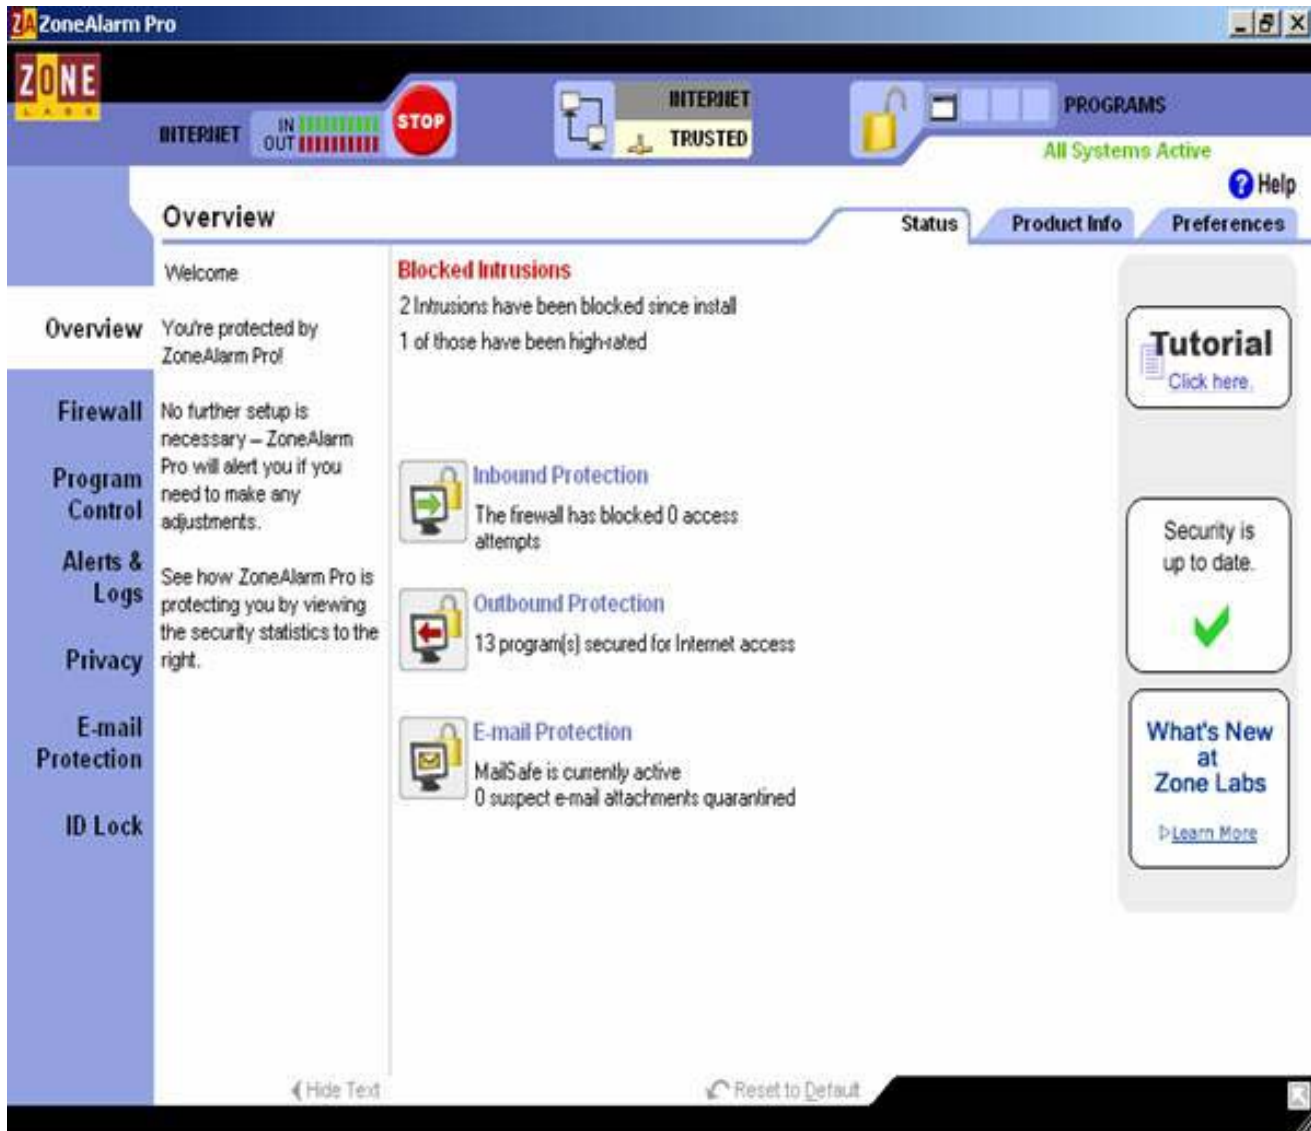 ZA ZoneAlarm Pro
ZONE
LABS
INTERNET
IN
OUT
STOP
INTERNET
TRUSTED
PROGRAMS
All Systems Active
? Help
Overview
Status
Product Info
Preferences
Overview
Firewall
Program
Control
Alerts &
Logs
Privacy
E-mail
Protection
ID Lock
Welcome
You're protected by
ZoneAlarm Pro!
No further setup is
necessary – ZoneAlarm
Pro will alert you if you
need to make any
adjustments.
See how ZoneAlarm Pro is
protecting you by viewing
the security statistics to the
right.
Blocked Intrusions
2 Intrusions have been blocked since install
1 of those have been high-rated
Inbound Protection
The firewall has blocked 0 access
attempts
Outbound Protection
13 program(s) secured for Internet access
E-mail Protection
MailSafe is currently active
0 suspect e-mail attachments quarantined
Tutorial
Click here.
Security is
up to date.
What's New
at
Zone Labs
Learn More
Hide Text
Reset to Default